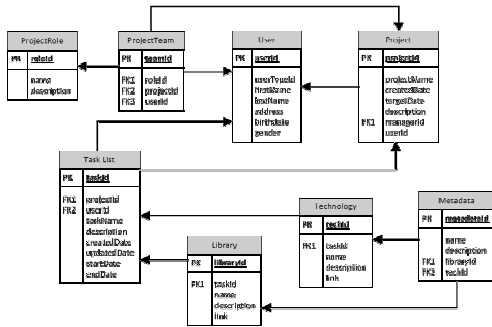 ProjectRole
PK roleId
name
description
ProjectTeam
PK teamId
FK1 roleId
FK2 projectId
FK3 userId
User
PK userId
userTypeId
firstName
lastName
address
birthdate
gender
Project
PK projectId
projectName
createdDate
targetDate
description
FK1 managerId
userId
Task List
PK taskId
FK1 projectId
FK2 userId
taskName
description
createdDate
updatedDate
startDate
endDate
Library
PK libraryId
FK1 taskId
name
description
link
Technology
PK techId
FK1 taskId
name
description
link
Metadata
PK metadataId
name
description
FK1 libraryId
FK2 techId